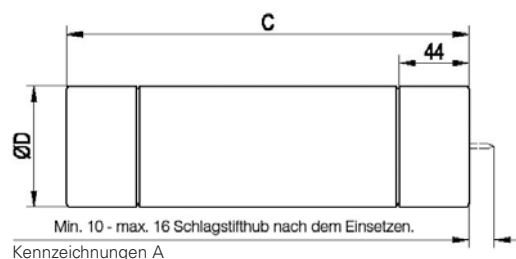 C
44
ØD
Min. 10 - max. 16 Schlagstifthub nach dem Einsetzen.
Kennzeichnungen A